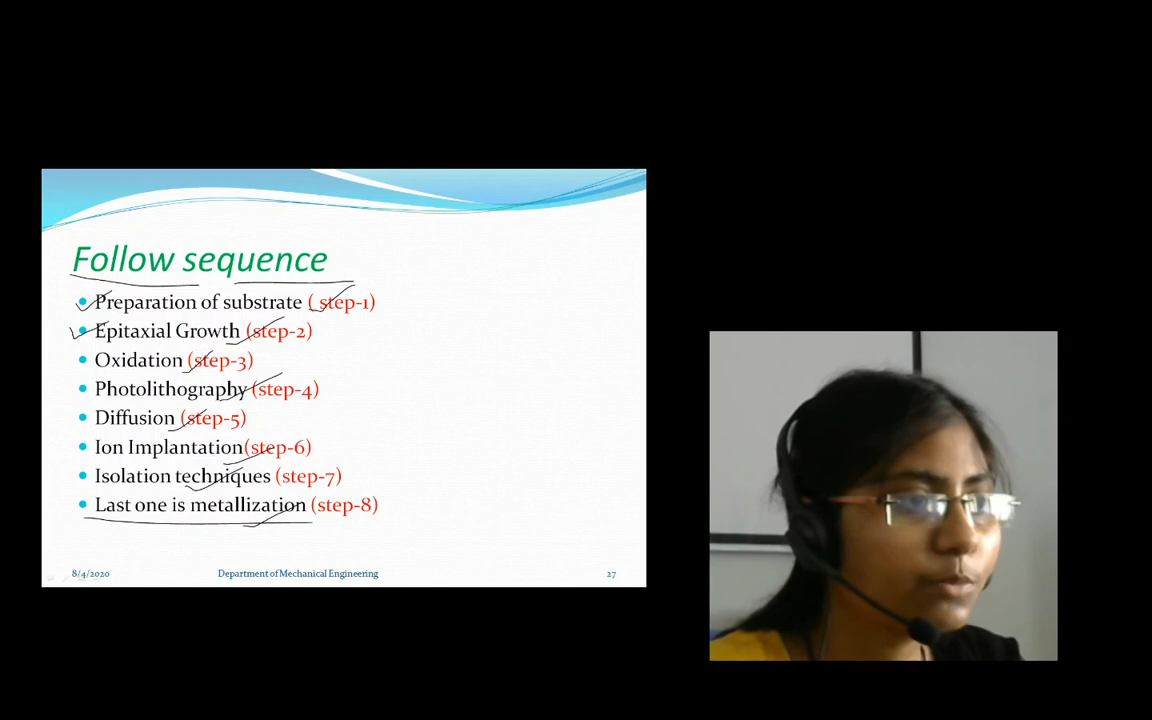 Follow sequence
Preparation of substrate ( step-1)
Epitaxial Growth (step-2)
Oxidation (step-3)
Photolithography (step-4)
Diffusion (step-5)
Ion Implantation(step-6)
Isolation techniques (step-7)
Last one is metallization (step-8)
8/4/2020 Department of Mechanical Engineering 27